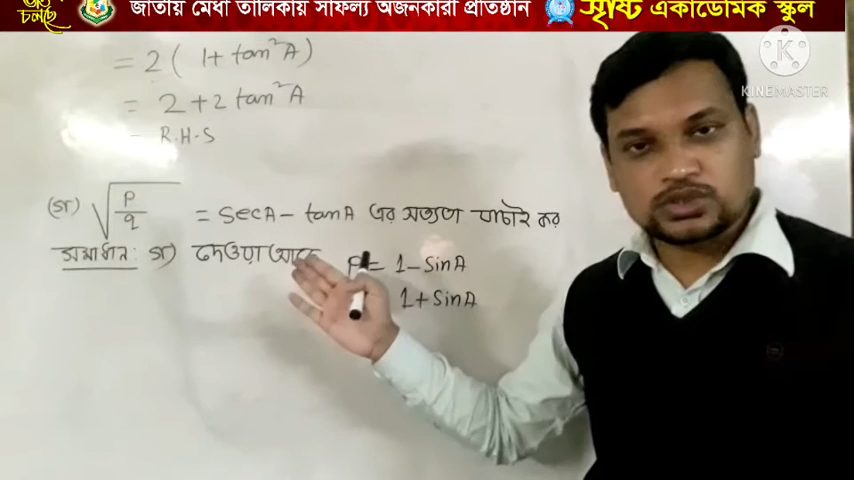 চলছে
জাতীয় মেধা তালিকায় সাফল্য অর্জনকারী প্রতিষ্ঠান সৃষ্টি একাডেমিক স্কুল
KINEMASTER
= 2 ( 1+ tan²A )
= 2 + 2 tan²A
R.H.S
(গ) √(p/q) = secA - tanA এর সত্যতা যাচাই কর
সমাধান: গ) দেওয়া আছে P = 1 - sinA
1 + sinA